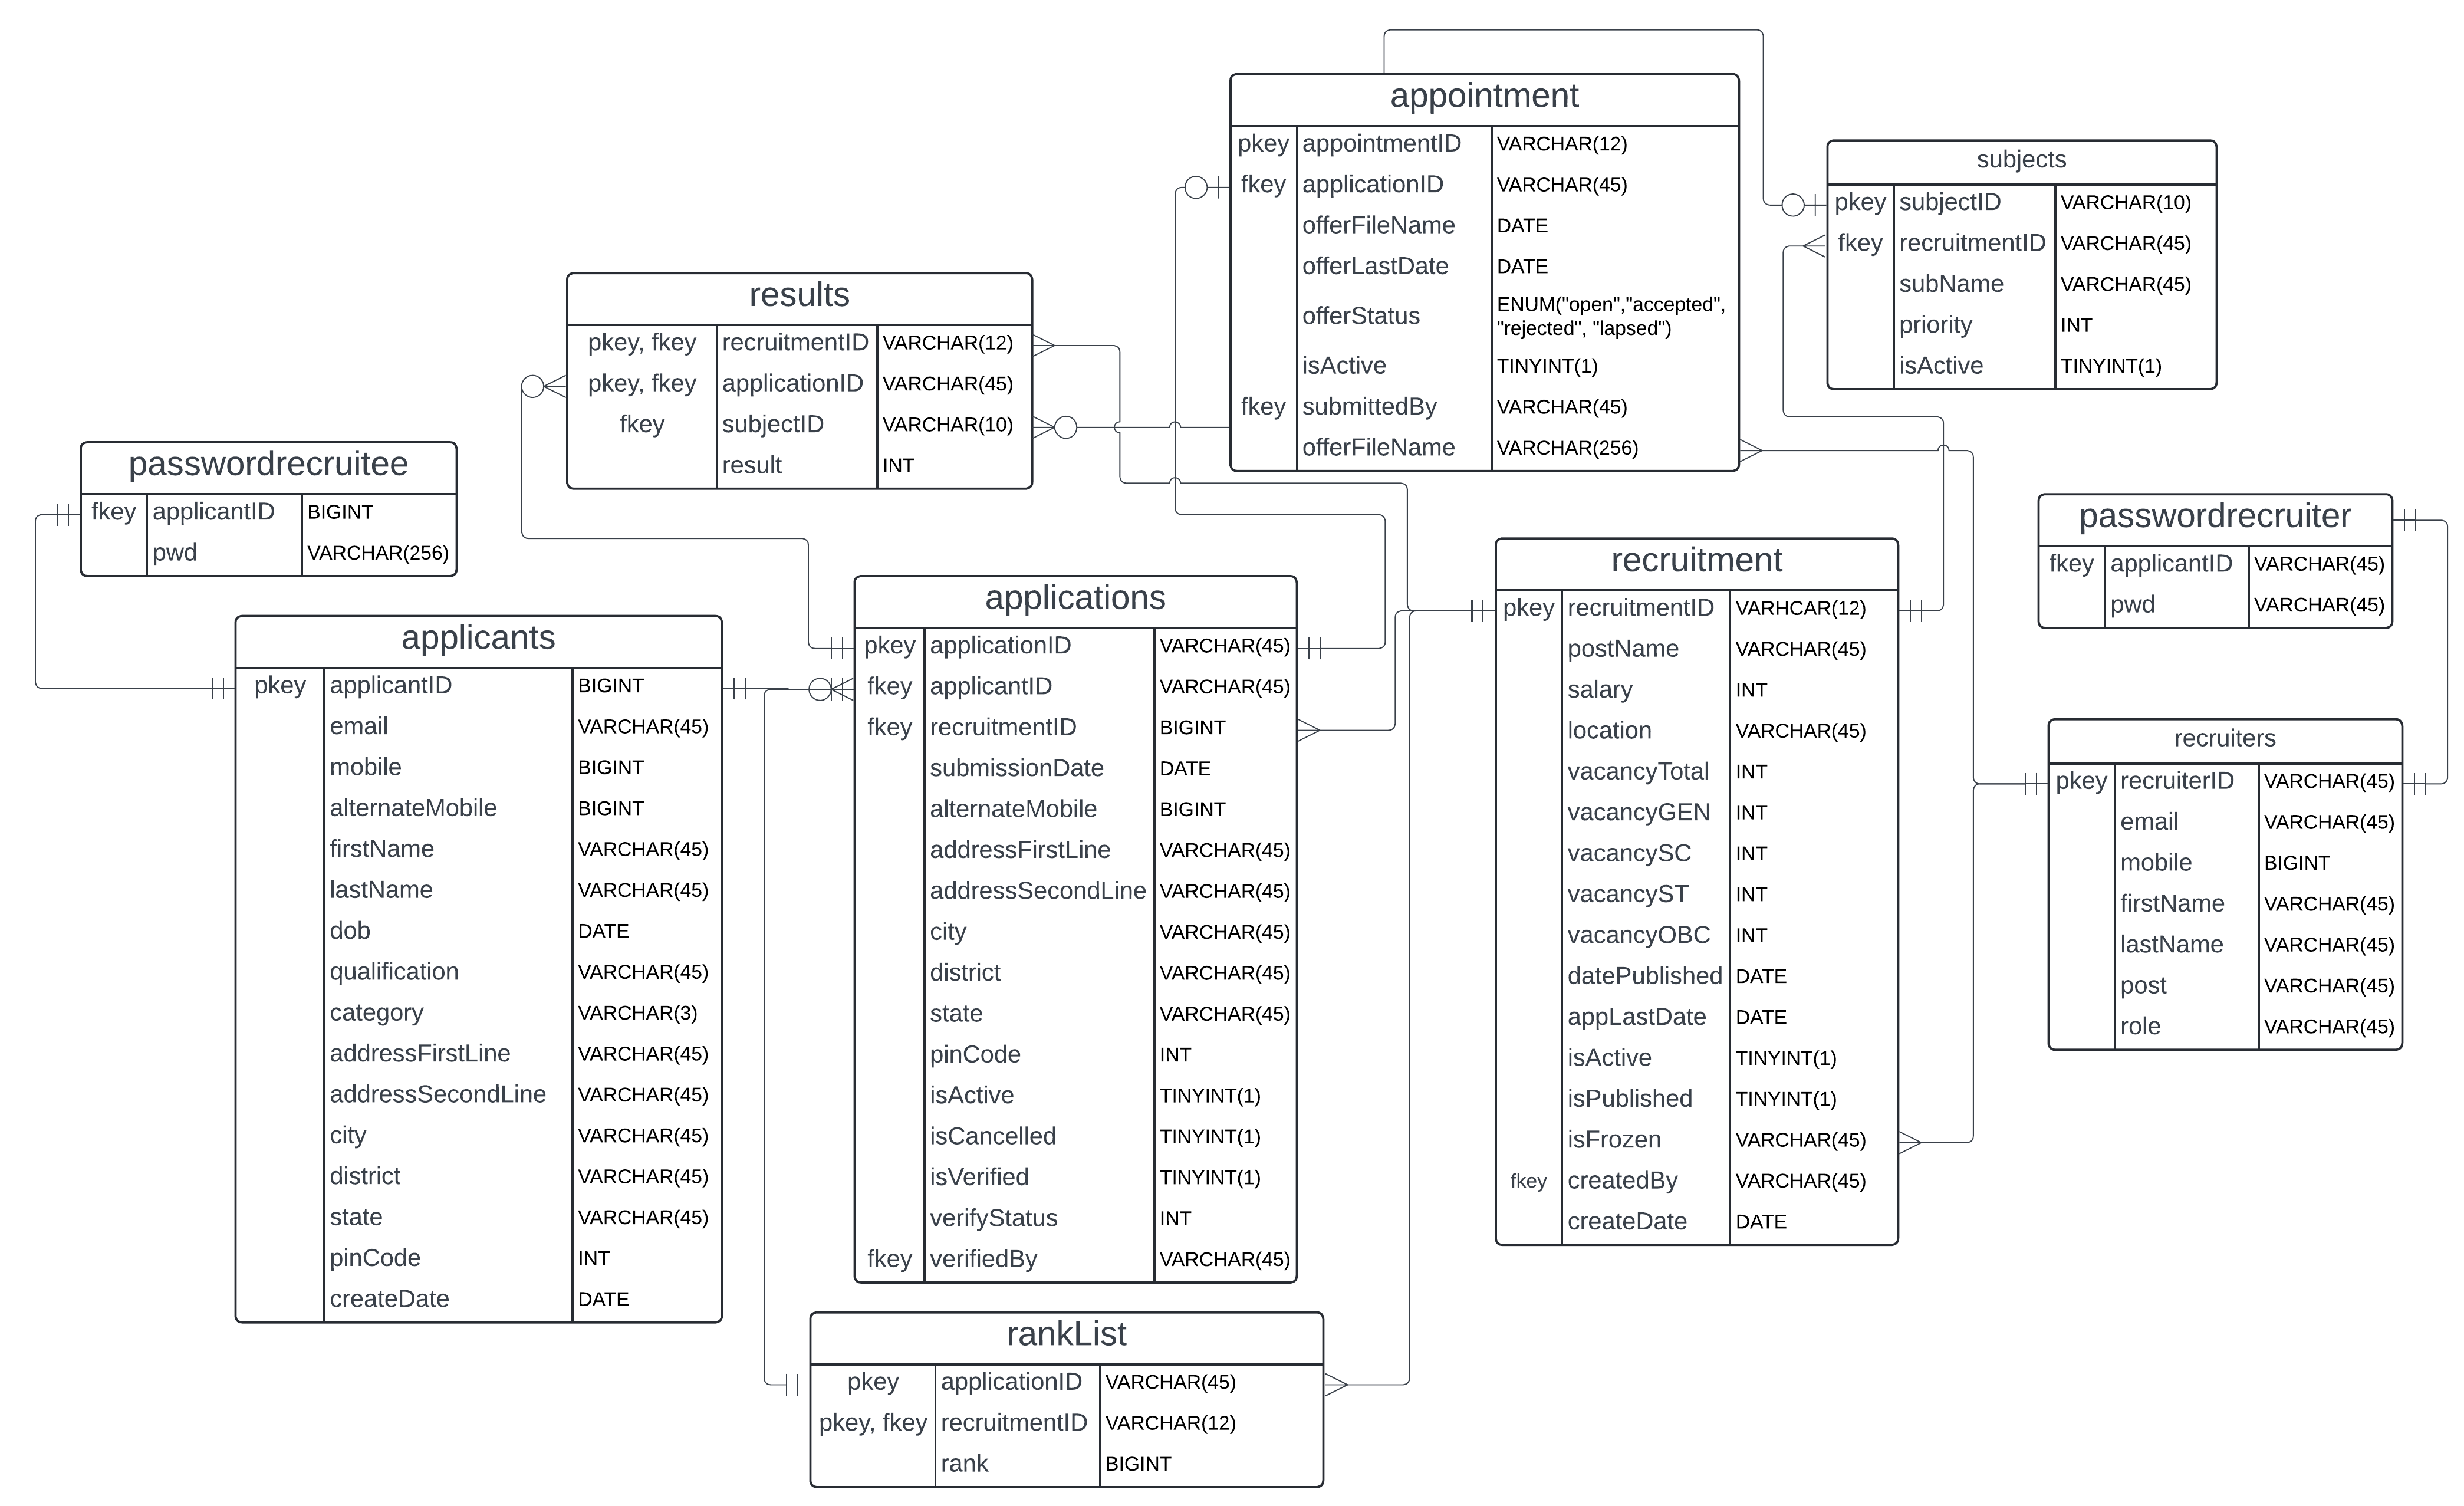 appointment
pkey appointmentID VARCHAR(12)
fkey applicationID VARCHAR(45)
offerFileName DATE
offerLastDate DATE
offerStatus ENUM("open","accepted",
"rejected", "lapsed")
isActive TINYINT(1)
fkey submittedBy VARCHAR(45)
offerFileName VARCHAR(256)
subjects
pkey subjectID VARCHAR(10)
fkey recruitmentID VARCHAR(45)
subName VARCHAR(45)
priority INT
isActive TINYINT(1)
results
pkey, fkey recruitmentID VARCHAR(12)
pkey, fkey applicationID VARCHAR(45)
fkey subjectID VARCHAR(10)
result INT
passwordrecruitee
fkey applicantID BIGINT
pwd VARCHAR(256)
passwordrecruiter
fkey applicantID VARCHAR(45)
pwd VARCHAR(45)
applicants
pkey applicantID BIGINT
email VARCHAR(45)
mobile BIGINT
alternateMobile BIGINT
firstName VARCHAR(45)
lastName VARCHAR(45)
dob DATE
qualification VARCHAR(45)
category VARCHAR(3)
addressFirstLine VARCHAR(45)
addressSecondLine VARCHAR(45)
city VARCHAR(45)
district VARCHAR(45)
state VARCHAR(45)
pinCode INT
createDate DATE
applications
pkey applicationID VARCHAR(45)
fkey applicantID VARCHAR(45)
fkey recruitmentID BIGINT
submissionDate DATE
alternateMobile BIGINT
addressFirstLine VARCHAR(45)
addressSecondLine VARCHAR(45)
city VARCHAR(45)
district VARCHAR(45)
state VARCHAR(45)
pinCode INT
isActive TINYINT(1)
isCancelled TINYINT(1)
isVerified TINYINT(1)
verifyStatus INT
fkey verifiedBy VARCHAR(45)
recruitment
pkey recruitmentID VARHCAR(12)
postName VARCHAR(45)
salary INT
location VARCHAR(45)
vacancyTotal INT
vacancyGEN INT
vacancySC INT
vacancyST INT
vacancyOBC INT
datePublished DATE
appLastDate DATE
isActive TINYINT(1)
isPublished TINYINT(1)
isFrozen VARCHAR(45)
fkey createdBy VARCHAR(45)
createDate DATE
recruiters
pkey recruiterID VARCHAR(45)
email VARCHAR(45)
mobile BIGINT
firstName VARCHAR(45)
lastName VARCHAR(45)
post VARCHAR(45)
role VARCHAR(45)
rankList
pkey applicationID VARCHAR(45)
pkey, fkey recruitmentID VARCHAR(12)
rank BIGINT